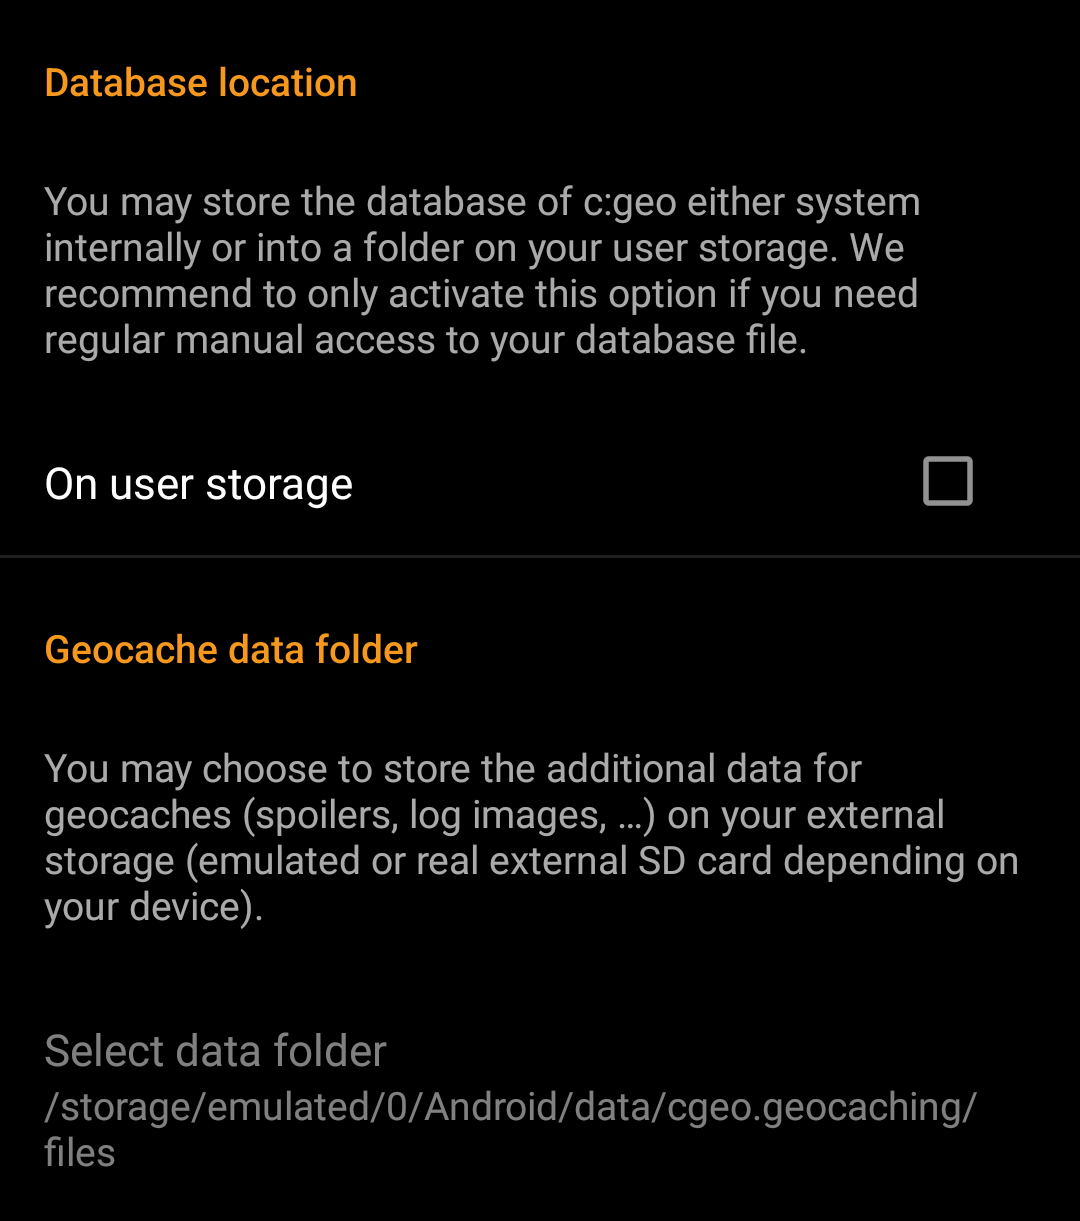 Database location
You may store the database of c:geo either system
internally or into a folder on your user storage. We
recommend to only activate this option if you need
regular manual access to your database file.
On user storage
Geocache data folder
You may choose to store the additional data for
geocaches (spoilers, log images, …) on your external
storage (emulated or real external SD card depending on
your device).
Select data folder
/storage/emulated/0/Android/data/cgeo.geocaching/
files